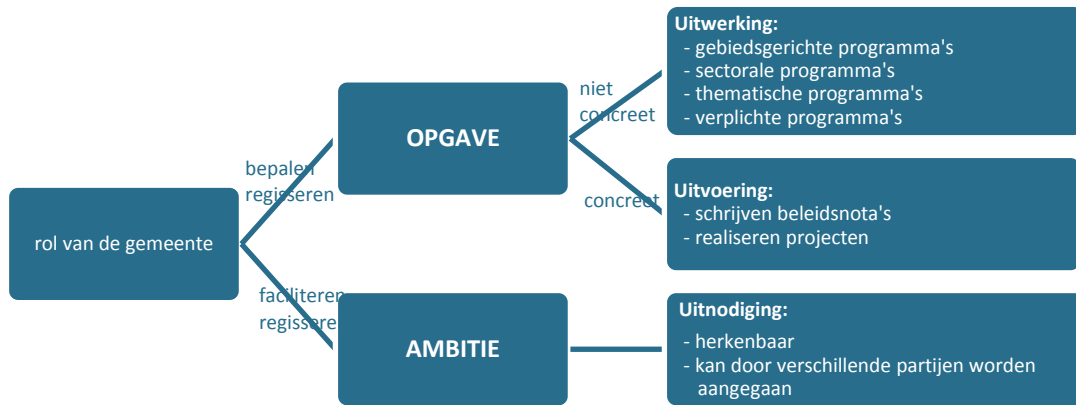 rol van de gemeente
bepalen
regisseren
faciliteren
regisseren
OPGAVE
AMBITIE
niet
concreet
concreet
Uitwerking:
- gebiedsgerichte programma's
- sectorale programma's
- thematische programma's
- verplichte programma's
Uitvoering:
- schrijven beleidsnota's
- realiseren projecten
Uitnodiging:
- herkenbaar
- kan door verschillende partijen worden
aangegaan